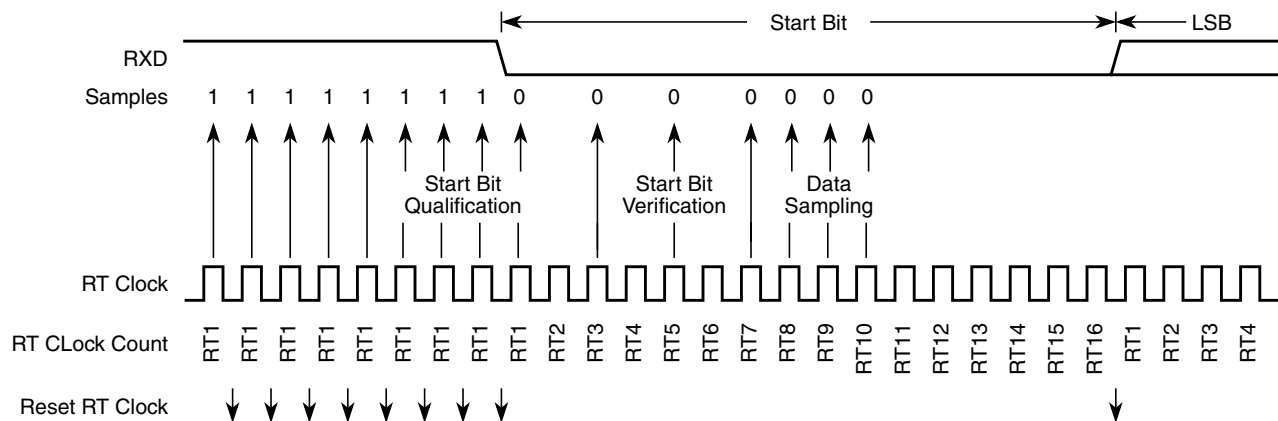 Start Bit LSB
RXD
Samples 1 1 1 1 1 1 1 1 0 0 0 0 0 0 0
Start Bit Qualification Start Bit Verification Data Sampling
RT Clock
RT CLock Count RT1 RT1 RT1 RT1 RT1 RT1 RT1 RT1 RT1 RT2 RT3 RT4 RT5 RT6 RT7 RT8 RT9 RT10 RT11 RT12 RT13 RT14 RT15 RT16 RT1 RT2 RT3 RT4
Reset RT Clock